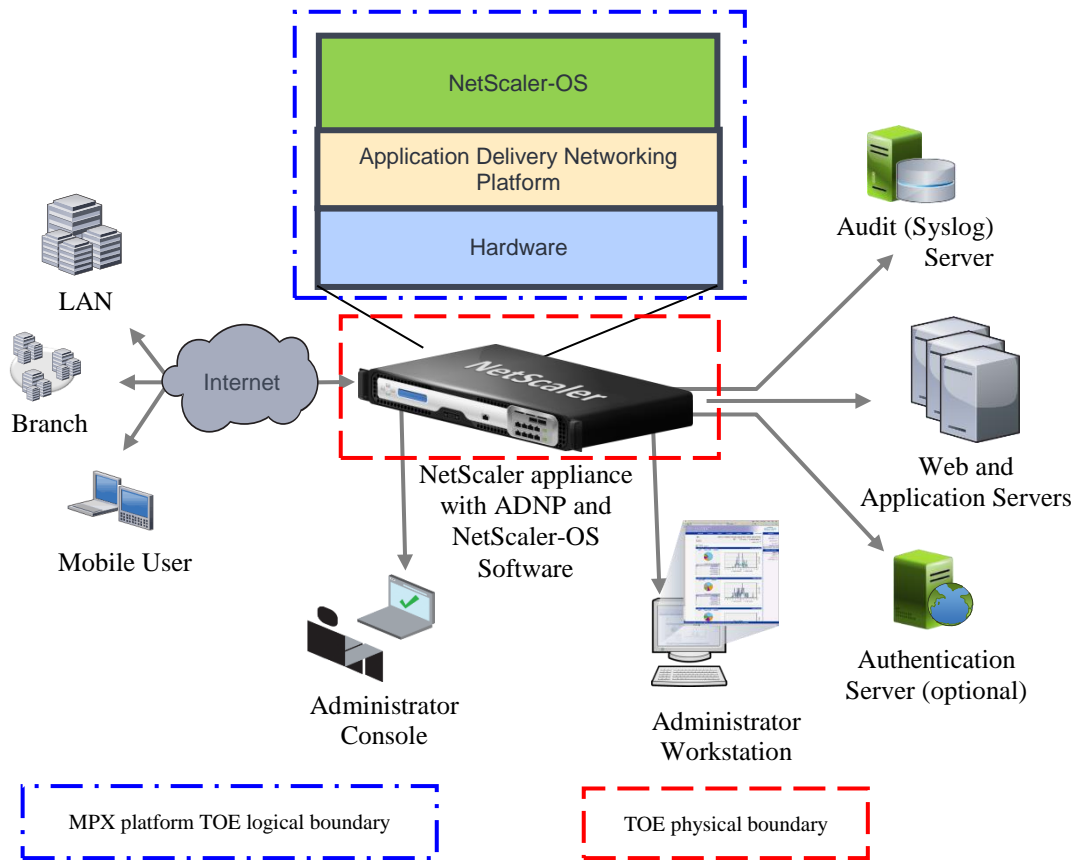 NetScaler-OS
Application Delivery Networking
Platform
Hardware
LAN
Branch
Mobile User
Internet
NetScaler
NetScaler appliance
with ADNP and
NetScaler-OS
Software
Audit (Syslog)
Server
Web and
Application Servers
Authentication
Server (optional)
Administrator
Console
Administrator
Workstation
MPX platform TOE logical boundary
TOE physical boundary